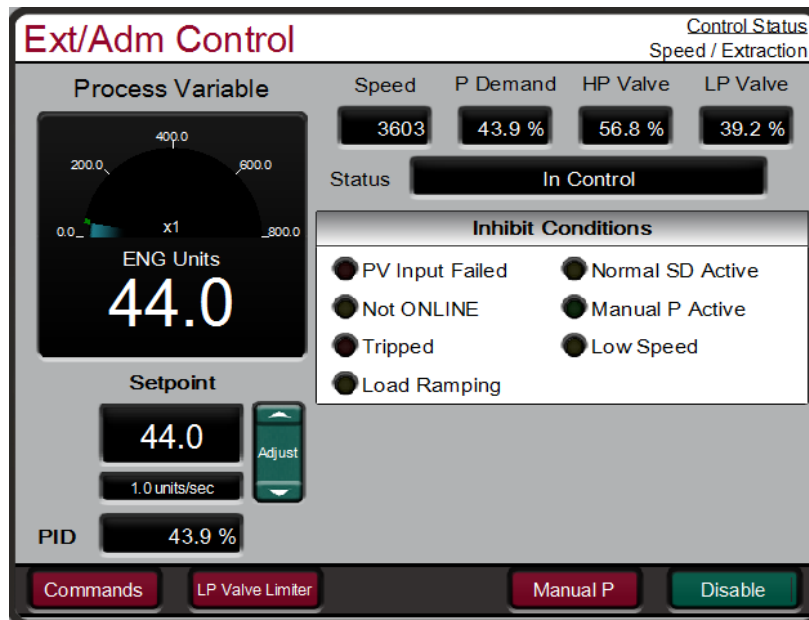 Ext/Adm Control
Control Status
Speed / Extraction
Process Variable
400.0
200.0
600.0
0.0
x1
800.0
ENG Units
44.0
Setpoint
44.0
Adjust
1.0 units/sec
PID
43.9 %
Speed
P Demand
HP Valve
LP Valve
3603
43.9 %
56.8 %
39.2 %
Status
In Control
Inhibit Conditions
PV Input Failed
Normal SD Active
Not ONLINE
Manual P Active
Tripped
Low Speed
Load Ramping
Commands
LP Valve Limiter
Manual P
Disable